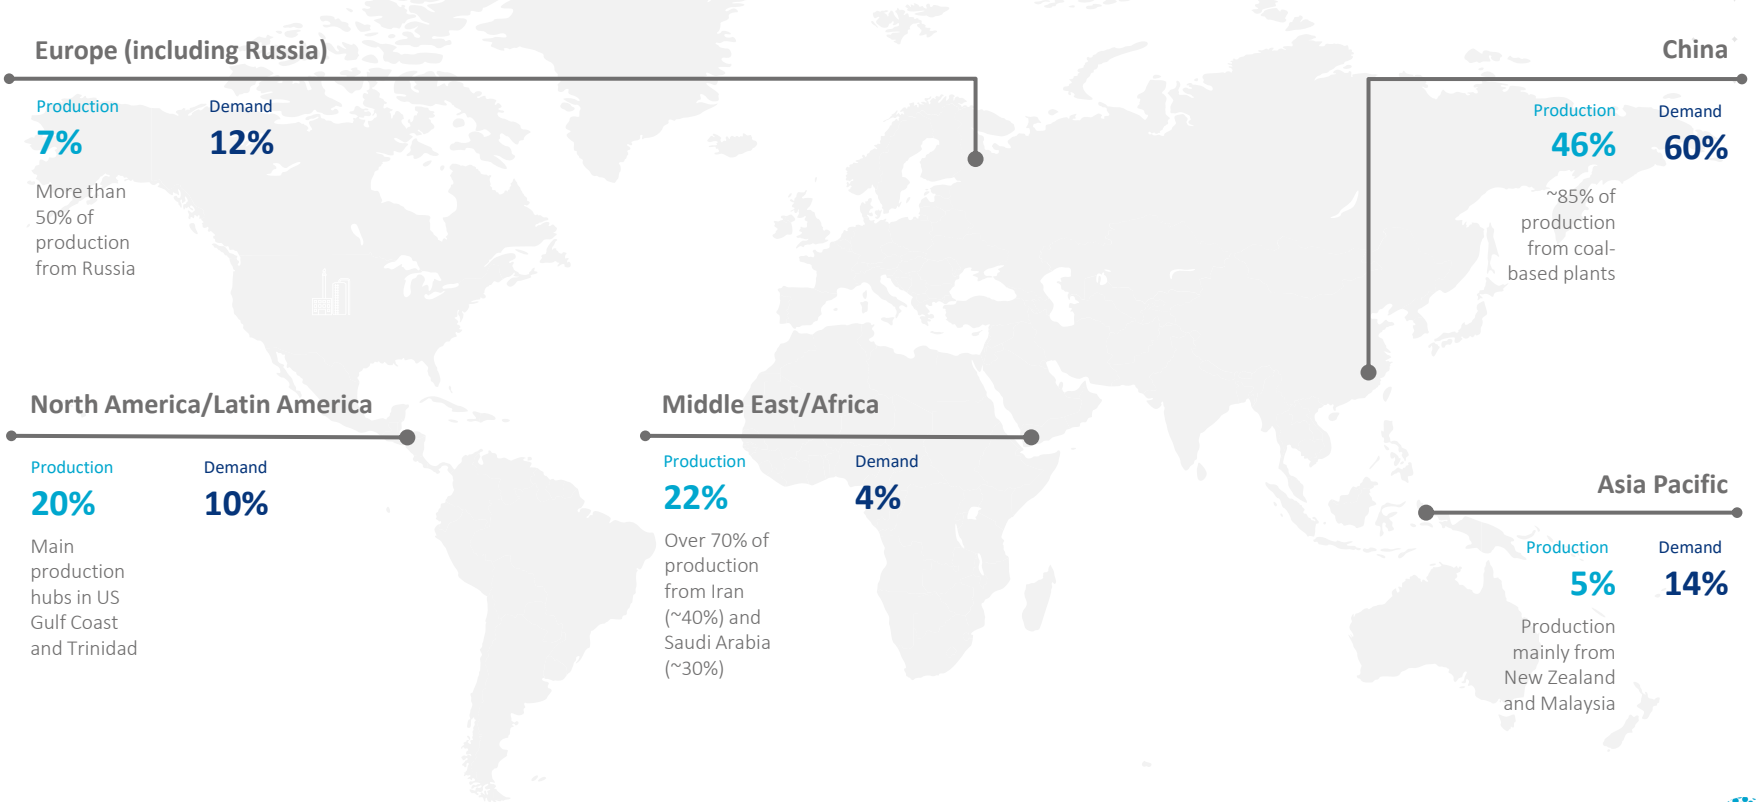 Europe (including Russia)
Production Demand
7% 12%
More than
50% of
production
from Russia
China
Production Demand
46% 60%
~85% of
production
from coal-
based plants
North America/Latin America
Production Demand
20% 10%
Main
production
hubs in US
Gulf Coast
and Trinidad
Middle East/Africa
Production Demand
22% 4%
Over 70% of
production
from Iran
(~40%) and
Saudi Arabia
(~30%)
Asia Pacific
Production Demand
5% 14%
Production
mainly from
New Zealand
and Malaysia